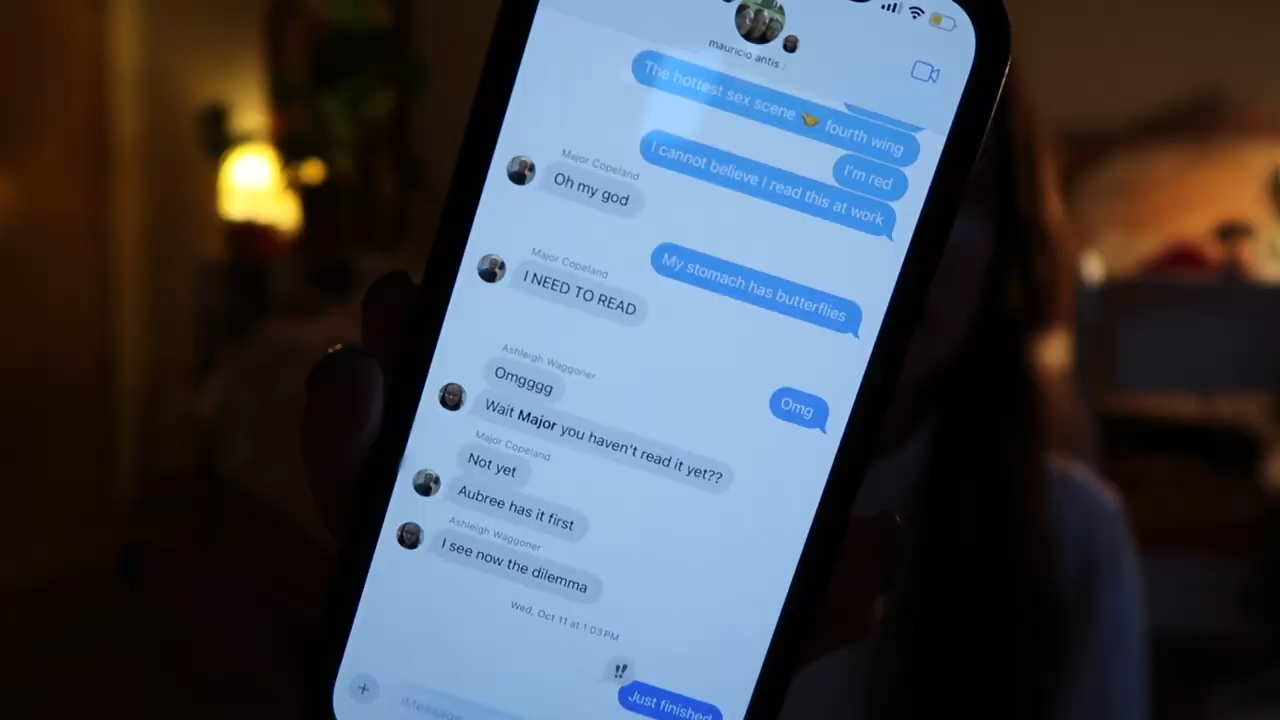 mauricio antis
The hottest sex scene 🤝 fourth wing
I'm red
I cannot believe I read this at work
Major Copeland
Oh my god
My stomach has butterflies
Major Copeland
I NEED TO READ
Omg
Ashleigh Waggoner
Omgggg
Wait Major you haven't read it yet??
Major Copeland
Not yet
Aubree has it first
Ashleigh Waggoner
I see now the dilemma
Wed, Oct 11 at 1:03 PM
!!
Just finished
iMessage